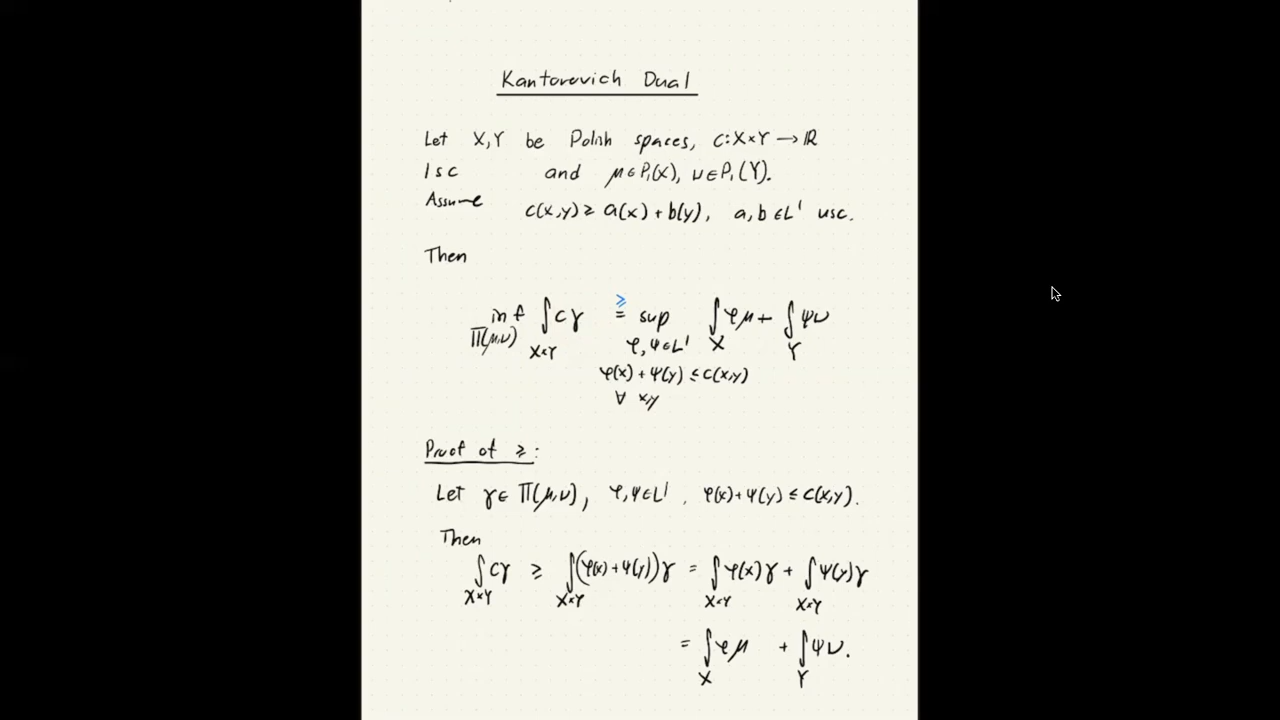 Kantorovich Dual
Let X,Y be Polish spaces, c:X×Y→ℝ
lsc and μ∈P₁(X), ν∈P₁(Y).
Assume
c(x,y)≥a(x)+b(y), a,b∈L¹ usc.
Then
≥
inf ∫cγ = sup ∫φμ + ∫ψν
Π(μ,ν) X×Y φ,ψ∈L¹ X Y
φ(x)+ψ(y)≤c(x,y)
∀ x,y
Proof of ≥:
Let γ∈Π(μ,ν), φ,ψ∈L¹, φ(x)+ψ(y)≤c(x,y).
Then
∫cγ ≥ ∫(φ(x)+ψ(y))γ = ∫φ(x)γ + ∫ψ(y)γ
X×Y X×Y X×Y X×Y
= ∫φμ + ∫ψν.
X Y